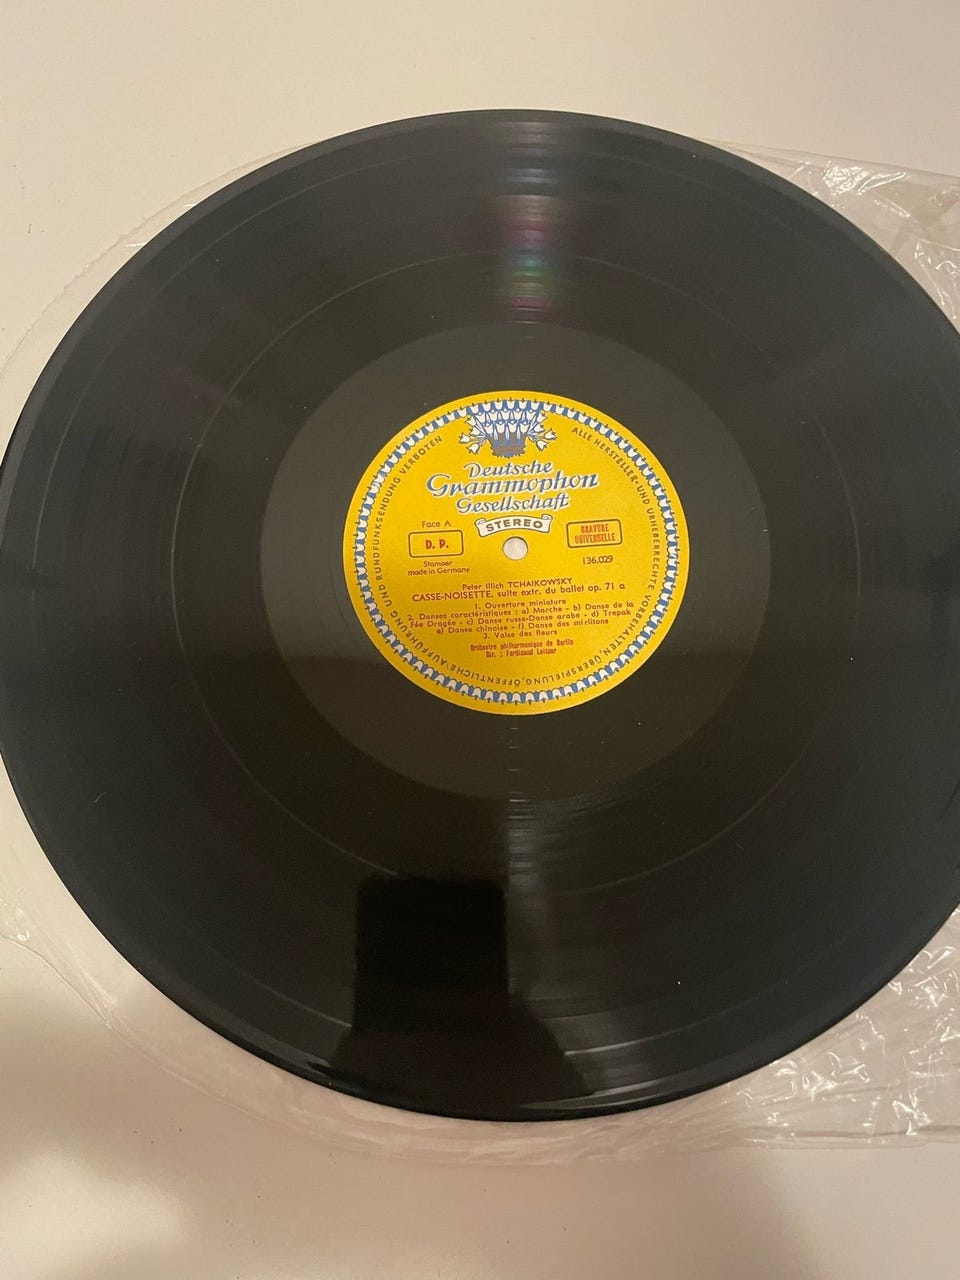 Deutsche
Grammophon
Gesellschaft
STEREO
Face A
D. P.
Stamper
made in Germany
GRAVURE
UNIVERSELLE
136.029
Peter Illich TCHAIKOWSKY
CASSE-NOISETTE, suite extr. du ballet op. 71 a
1. Ouverture miniature
2. Danses caractéristiques : a) Marche - b) Danse de la
Fée Dragée - c) Danse russe-Danse arabe - d) Trepak
e) Danse chinoise - f) Danse des mirlitons
3. Valse des fleurs
Orchestre philharmonique de Berlin
Dir. : Ferdinand Leitner
ALLE HERSTELLER- UND URHEBERRECHTE VORBEHALTEN, ÜBERSPIELUNG, ÖFFENTLICHE AUFFÜHRUNG UND RUNDFUNKSENDUNG VERBOTEN